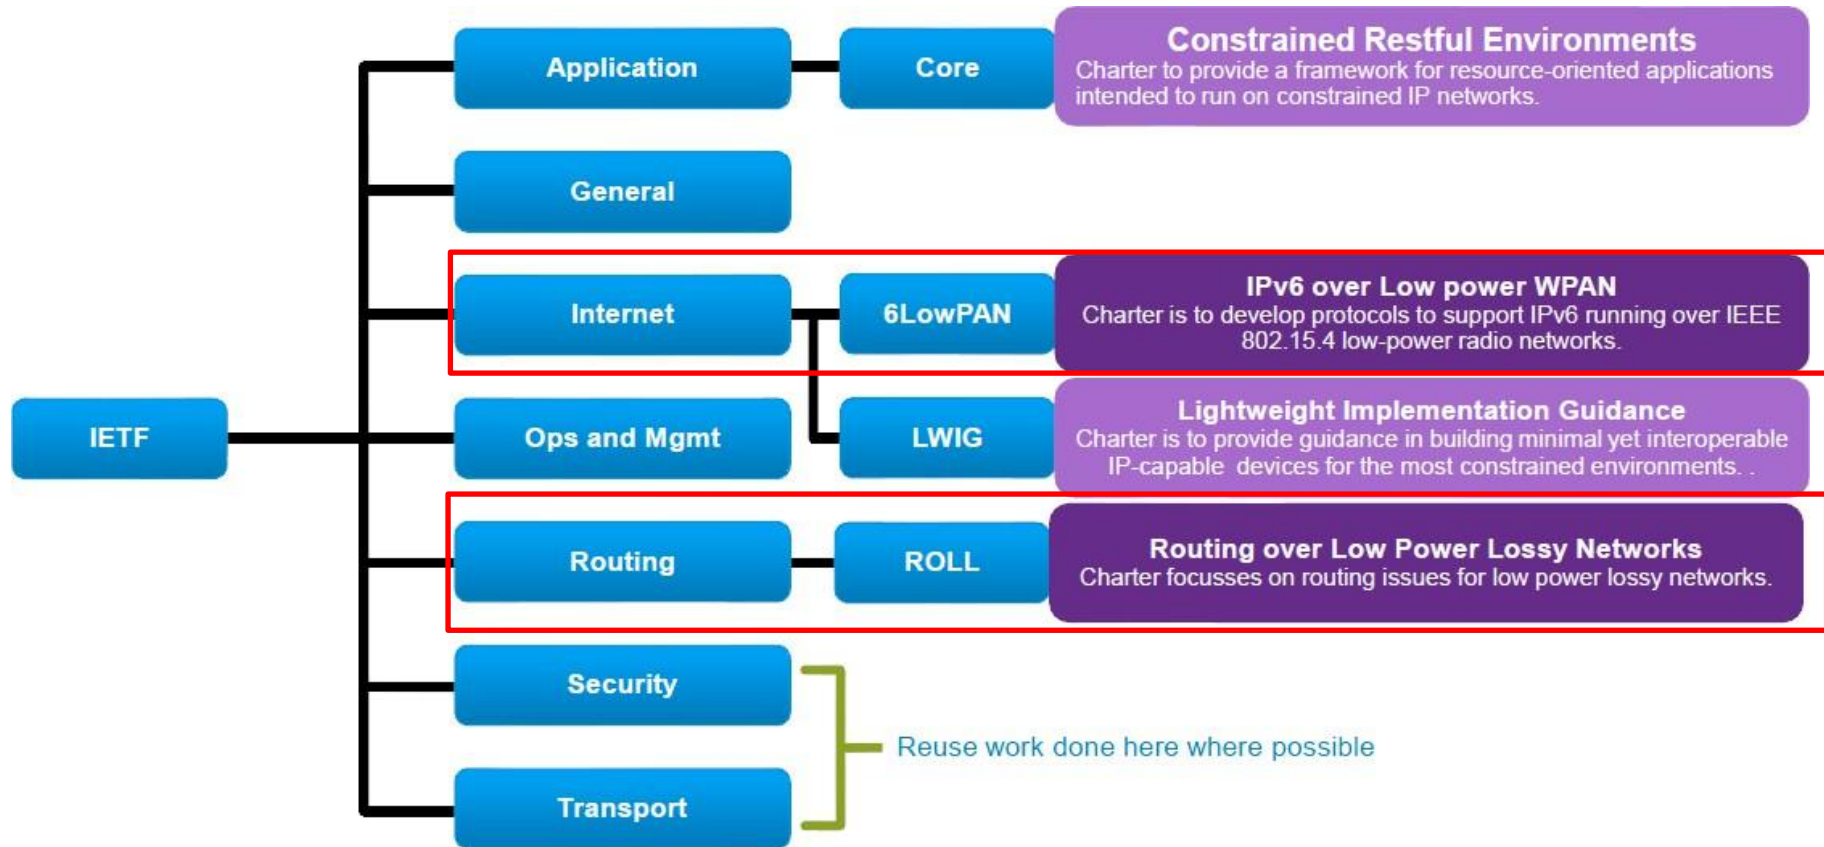 Application
Core
Constrained Restful Environments
Charter to provide a framework for resource-oriented applications
intended to run on constrained IP networks.
General
Internet
6LowPAN
IPv6 over Low power WPAN
Charter is to develop protocols to support IPv6 running over IEEE
802.15.4 low-power radio networks.
IETF
Ops and Mgmt
LWIG
Lightweight Implementation Guidance
Charter is to provide guidance in building minimal yet interoperable
IP-capable devices for the most constrained environments. .
Routing
ROLL
Routing over Low Power Lossy Networks
Charter focusses on routing issues for low power lossy networks.
Security
Reuse work done here where possible
Transport